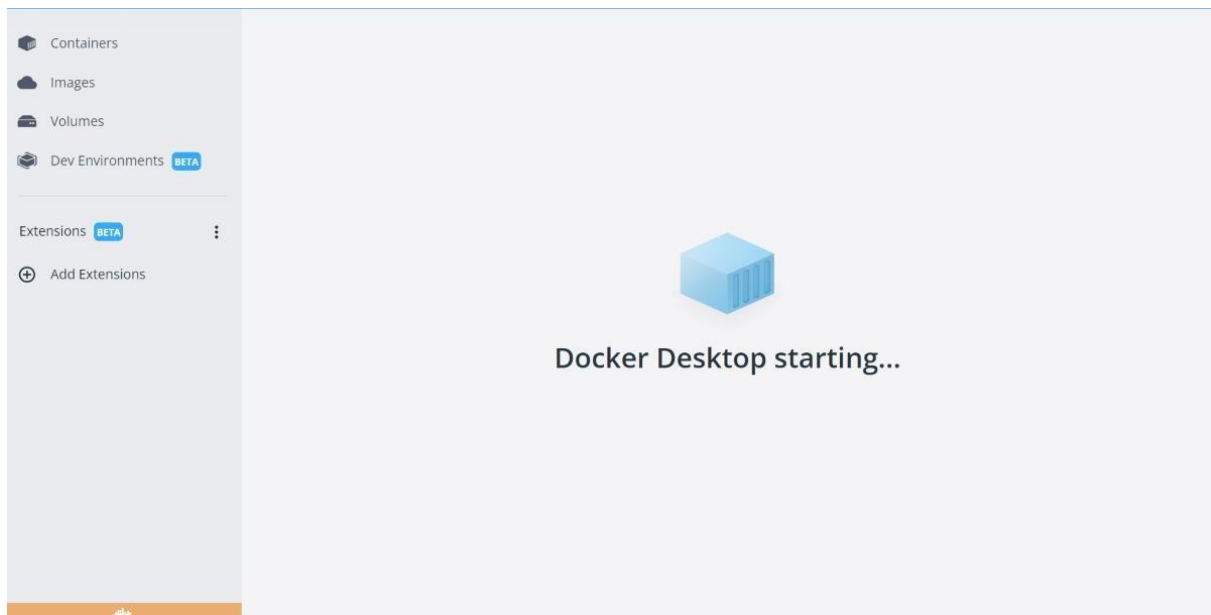 Containers
Images
Volumes
Dev Environments BETA
Extensions BETA
Add Extensions
Docker Desktop starting...